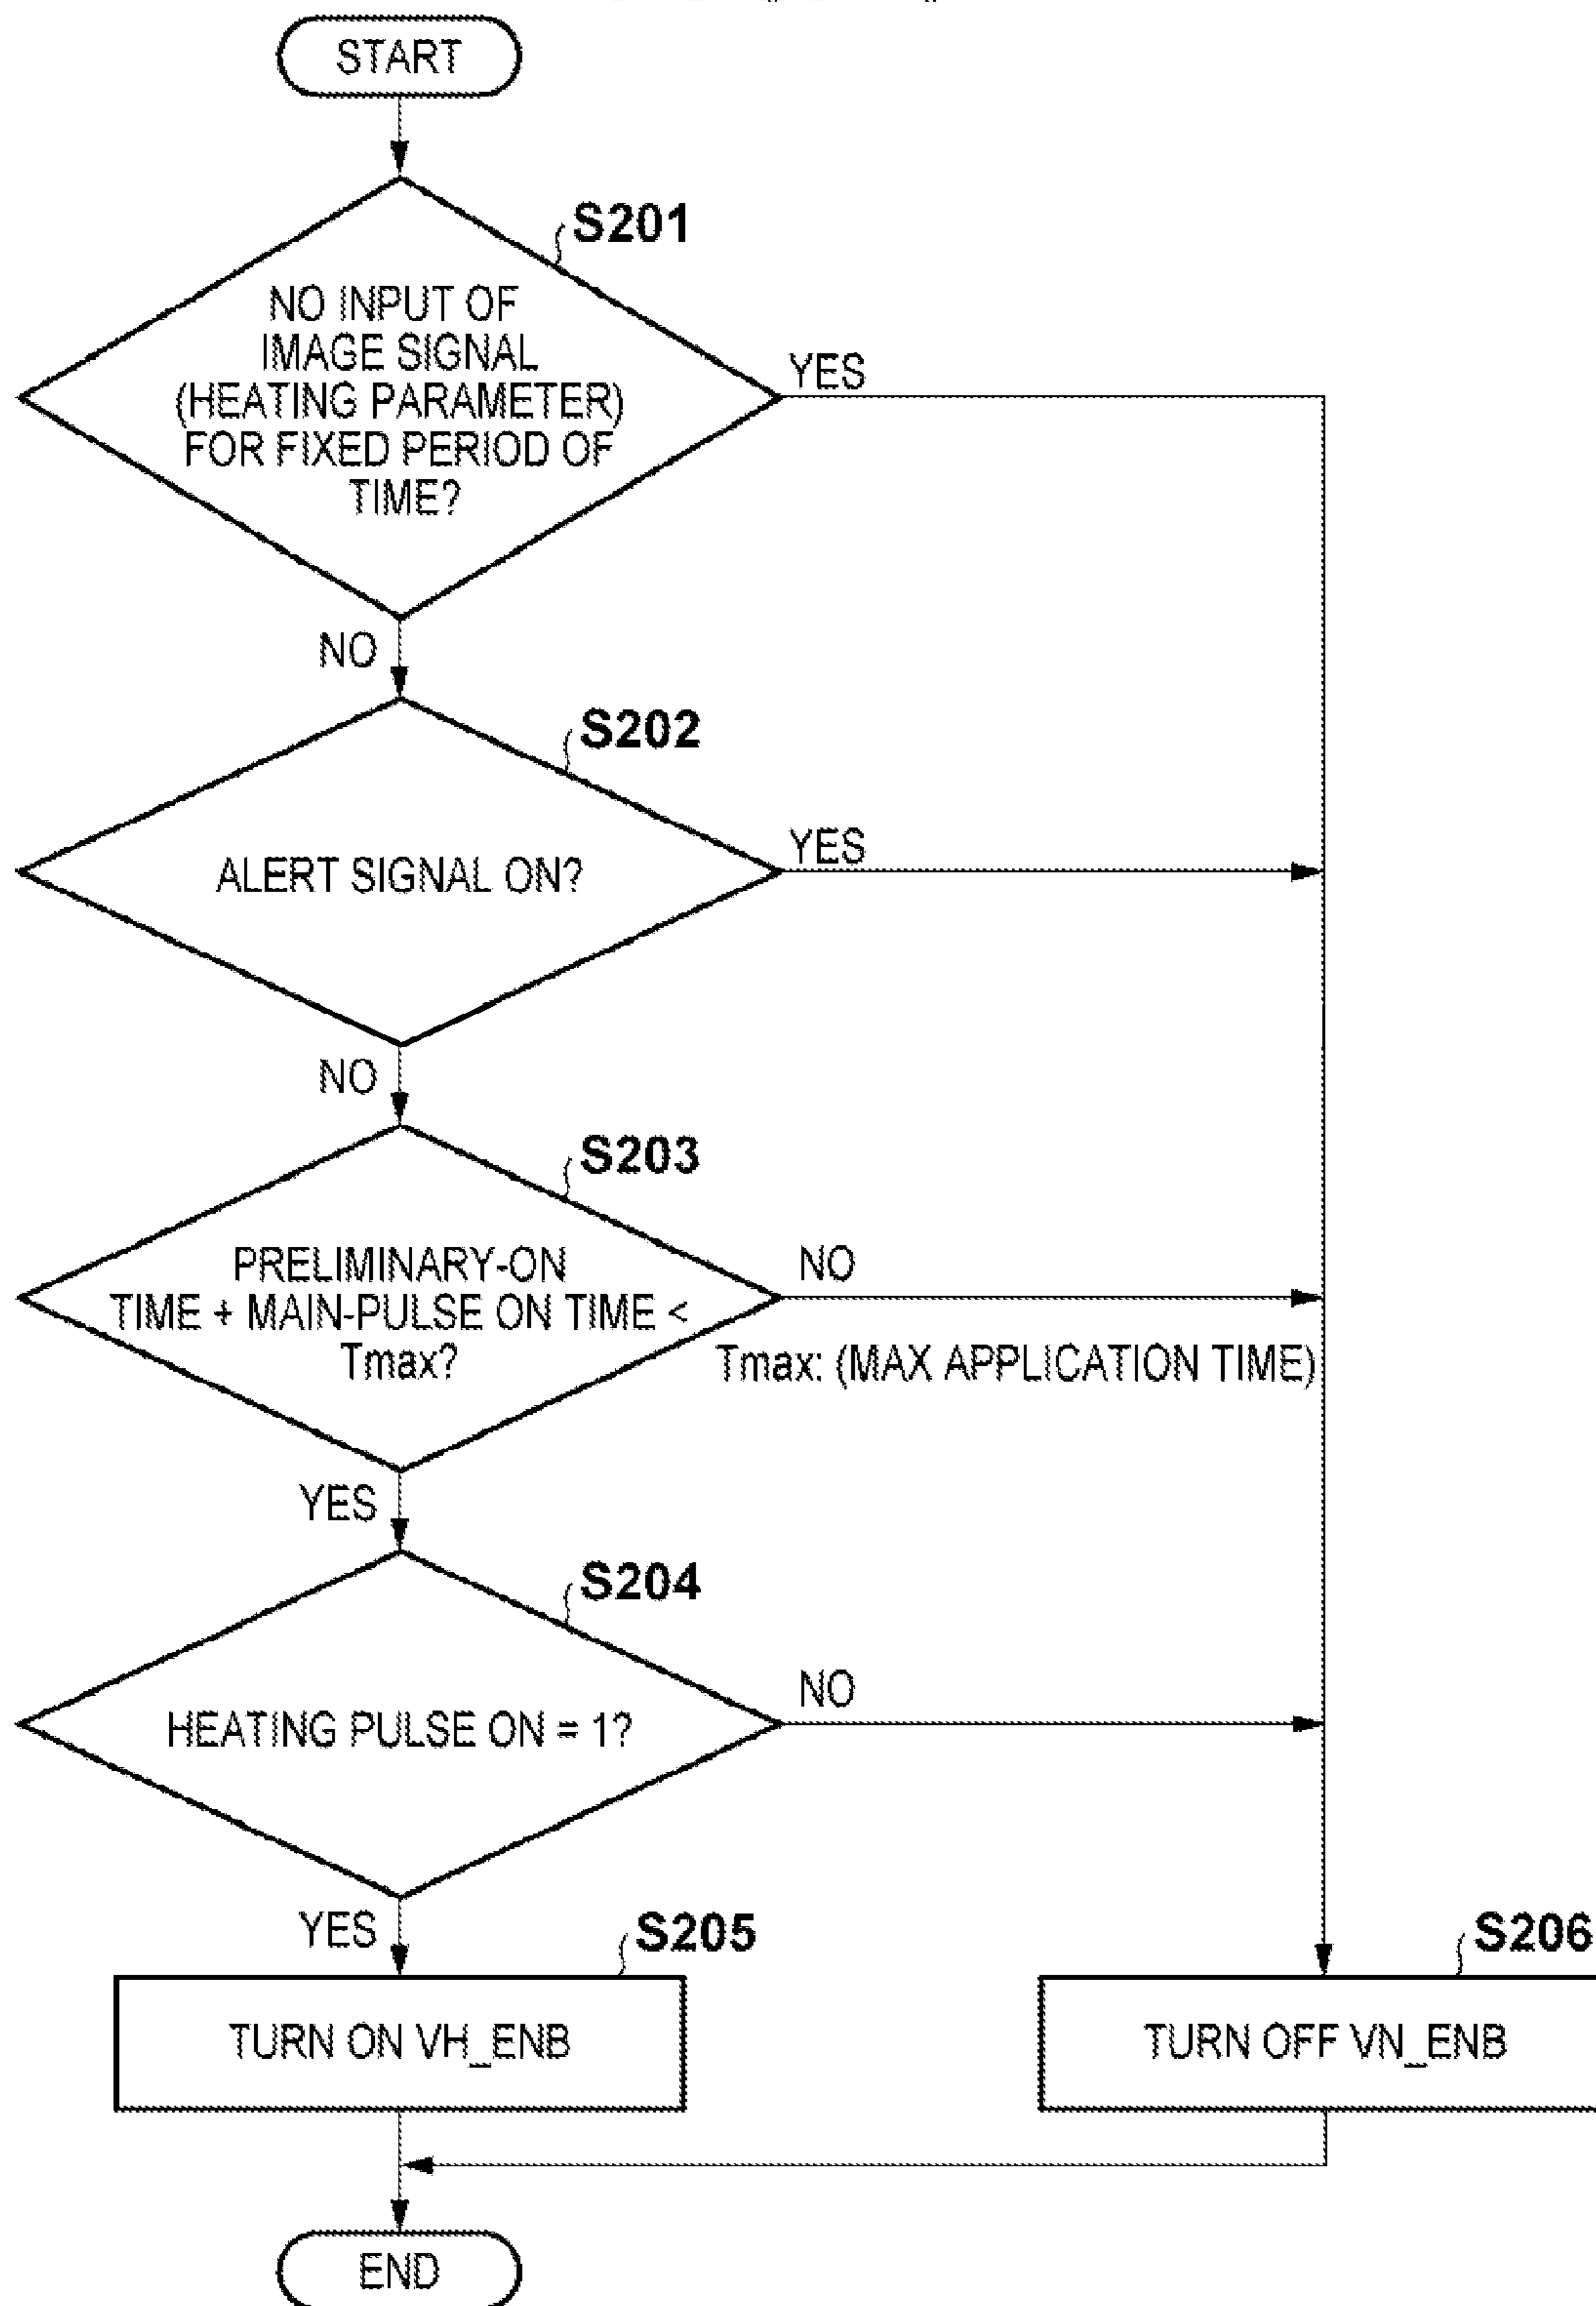 START
S201
NO INPUT OF
IMAGE SIGNAL
(HEATING PARAMETER)
FOR FIXED PERIOD OF
TIME?
YES
NO
S202
ALERT SIGNAL ON?
YES
NO
S203
PRELIMINARY-ON
TIME + MAIN-PULSE ON TIME <
Tmax?
NO
Tmax: (MAX APPLICATION TIME)
YES
S204
HEATING PULSE ON = 1?
NO
YES
S205
TURN ON VH_ENB
S206
TURN OFF VN_ENB
END